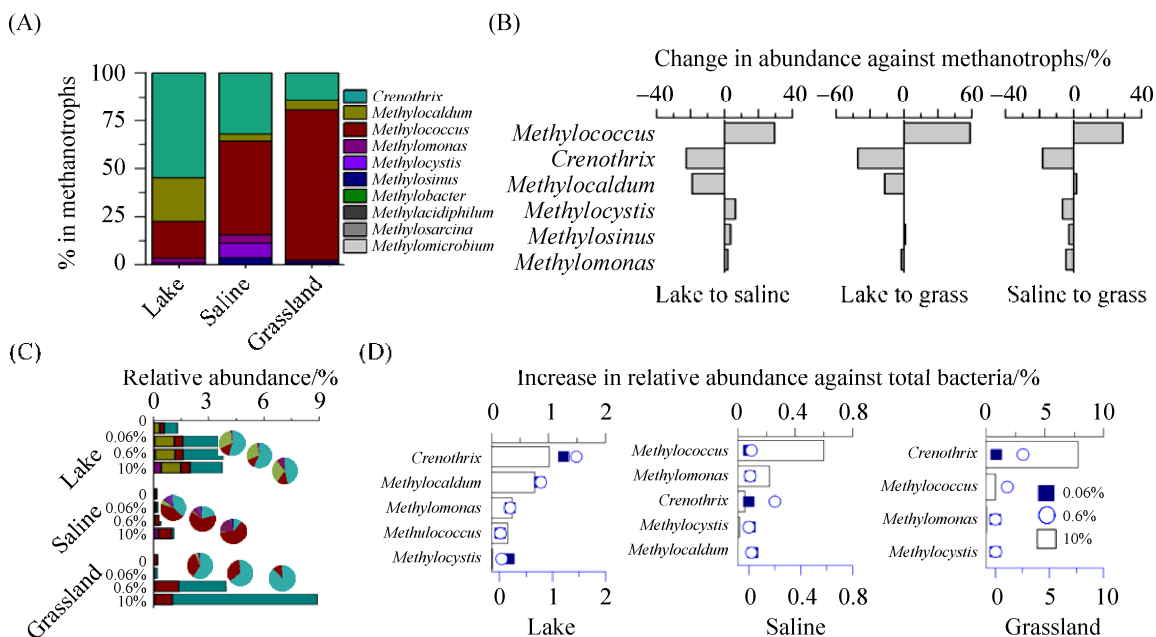 (A)
100
75
50
25
0
% in methanotrophs
Lake
Saline
Grassland
Crenothrix
Methylocaldum
Methylococcus
Methylomonas
Methylocystis
Methylosinus
Methylobacter
Methylacidiphilum
Methylosarcina
Methylomicrobium
(B)
Change in abundance against methanotrophs/%
−40 0 40
−60 0 60
−40 0 40
Methylococcus
Crenothrix
Methylocaldum
Methylocystis
Methylosinus
Methylomonas
Lake to saline
Lake to grass
Saline to grass
(C)
Relative abundance/%
0 3 6 9
Lake
0
0.06%
0.6%
10%
Saline
0
0.06%
0.6%
10%
Grassland
0
0.06%
0.6%
10%
(D)
Increase in relative abundance against total bacteria/%
0 1 2
Crenothrix
Methylocaldum
Methylomonas
Methulococcus
Methylocystis
0 1 2
Lake
0 0.4 0.8
Methylococcus
Methylomonas
Crenothrix
Methylocystis
Methylocaldum
0 0.4 0.8
Saline
0 5 10
Crenothrix
Methylococcus
Methylomonas
Methylocystis
0 5 10
Grassland
0.06%
0.6%
10%